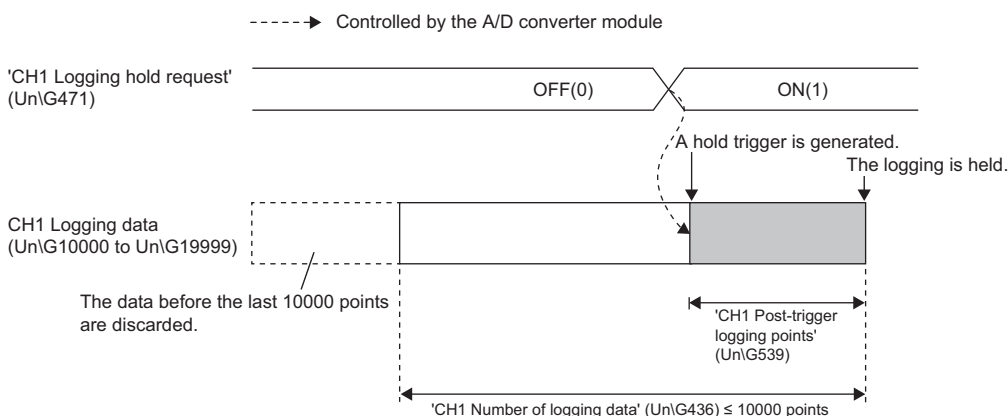 Controlled by the A/D converter module
'CH1 Logging hold request'
(Un\G471)
OFF(0)
ON(1)
A hold trigger is generated.
The logging is held.
CH1 Logging data
(Un\G10000 to Un\G19999)
The data before the last 10000 points
are discarded.
'CH1 Post-trigger
logging points'
(Un\G539)
'CH1 Number of logging data' (Un\G436) ≤ 10000 points